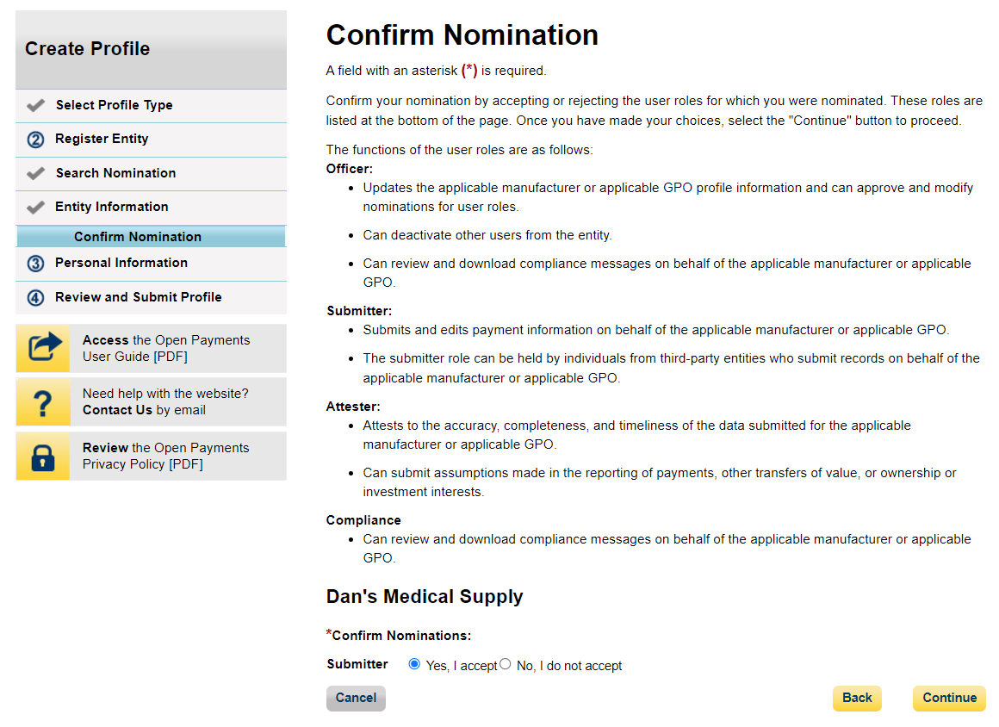 Create Profile
Select Profile Type
2 Register Entity
Search Nomination
Entity Information
Confirm Nomination
3 Personal Information
4 Review and Submit Profile
Access the Open Payments
User Guide [PDF]
? Need help with the website?
Contact Us by email
Review the Open Payments
Privacy Policy [PDF]
Confirm Nomination
A field with an asterisk (*) is required.
Confirm your nomination by accepting or rejecting the user roles for which you were nominated. These roles are
listed at the bottom of the page. Once you have made your choices, select the "Continue" button to proceed.
The functions of the user roles are as follows:
Officer:
• Updates the applicable manufacturer or applicable GPO profile information and can approve and modify
nominations for user roles.
• Can deactivate other users from the entity.
• Can review and download compliance messages on behalf of the applicable manufacturer or applicable
GPO.
Submitter:
• Submits and edits payment information on behalf of the applicable manufacturer or applicable GPO.
• The submitter role can be held by individuals from third-party entities who submit records on behalf of the
applicable manufacturer or applicable GPO.
Attester:
• Attests to the accuracy, completeness, and timeliness of the data submitted for the applicable
manufacturer or applicable GPO.
• Can submit assumptions made in the reporting of payments, other transfers of value, or ownership or
investment interests.
Compliance
• Can review and download compliance messages on behalf of the applicable manufacturer or applicable
GPO.
Dan's Medical Supply
*Confirm Nominations:
Submitter Yes, I accept No, I do not accept
Cancel Back Continue